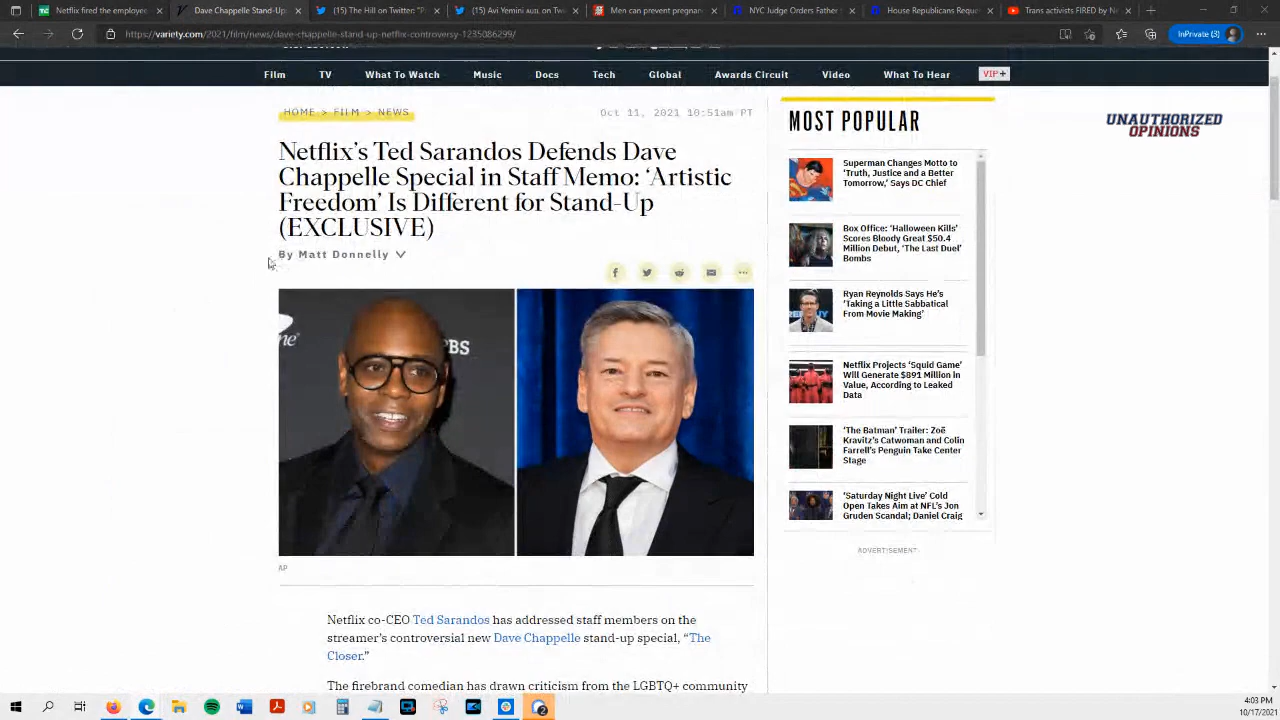 Netflix fired the employee
Dave Chappelle Stand-Up
(15) The Hill on Twitter: "P
(15) Avi Yemini
on Twitter
Men can prevent pregnan
NYC Judge Orders Father
House Republicans Reque
Trans activists FIRED by Ne
https://variety.com/2021/film/news/dave-chappelle-stand-up-netflix-controversy-1235086299/
InPrivate (3)
Film
TV
What To Watch
Music
Docs
Tech
Global
Awards Circuit
Video
What To Hear
VIP+
HOME > FILM > NEWS
Oct 11, 2021 10:51am PT
Netflix's Ted Sarandos Defends Dave
Chappelle Special in Staff Memo: 'Artistic
Freedom' Is Different for Stand-Up
(EXCLUSIVE)
By Matt Donnelly
BS
AP
Netflix co-CEO Ted Sarandos has addressed staff members on the
streamer's controversial new Dave Chappelle stand-up special, "The
Closer."
The firebrand comedian has drawn criticism from the LGBTQ+ community
MOST POPULAR
Superman Changes Motto to
'Truth, Justice and a Better
Tomorrow,' Says DC Chief
Box Office: 'Halloween Kills'
Scores Bloody Great $50.4
Million Debut, 'The Last Duel'
Bombs
Ryan Reynolds Says He's
'Taking a Little Sabbatical
From Movie Making'
Netflix Projects 'Squid Game'
Will Generate $891 Million in
Value, According to Leaked
Data
'The Batman' Trailer: Zoë
Kravitz's Catwoman and Colin
Farrell's Penguin Take Center
Stage
'Saturday Night Live' Cold
Open Takes Aim at NFL's Jon
Gruden Scandal; Daniel Craig
ADVERTISEMENT
UNAUTHORIZED
OPINIONS
4:03 PM
10/17/2021